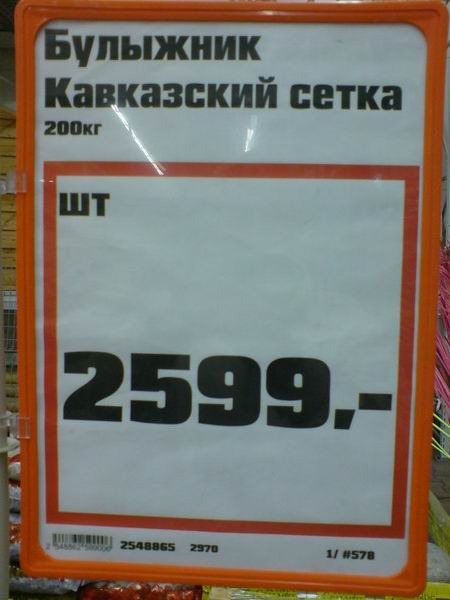 Булыжник
Кавказский сетка
200кг
шт
2599,-
2548865 2970 1/ #578